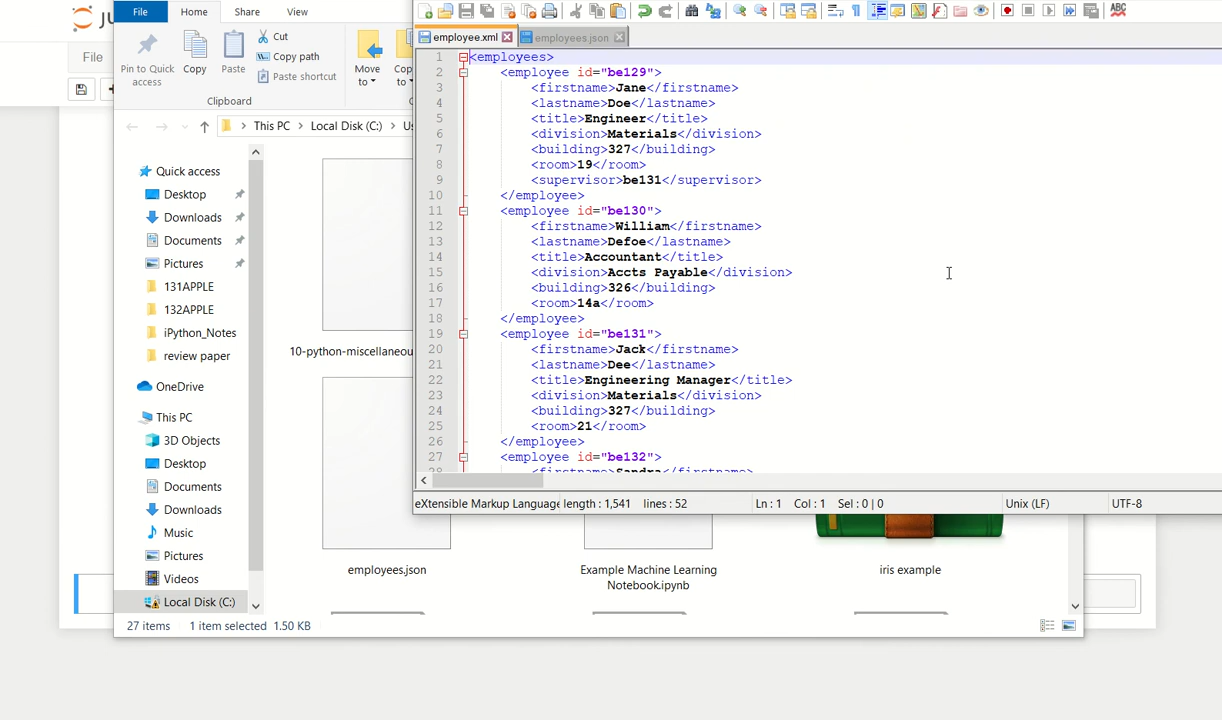 File
File
Home
Share
View
Pin to Quick
access
Copy
Paste
Cut
Copy path
Paste shortcut
Move
to
to
Clipboard
This PC > Local Disk (C:) >
Quick access
Desktop
Downloads
Documents
Pictures
131APPLE
132APPLE
iPython_Notes
review paper
OneDrive
This PC
3D Objects
Desktop
Documents
Downloads
Music
Pictures
Videos
Local Disk (C:)
10-python-miscellaneou
employees.json
Example Machine Learning
Notebook.ipynb
iris example
27 items 1 item selected 1.50 KB
ABC
employee.xml employees.json
1 <employees>
2 <employee id="be129">
3 <firstname>Jane</firstname>
4 <lastname>Doe</lastname>
5 <title>Engineer</title>
6 <division>Materials</division>
7 <building>327</building>
8 <room>19</room>
9 <supervisor>be131</supervisor>
10 </employee>
11 <employee id="be130">
12 <firstname>William</firstname>
13 <lastname>Defoe</lastname>
14 <title>Accountant</title>
15 <division>Accts Payable</division>
16 <building>326</building>
17 <room>14a</room>
18 </employee>
19 <employee id="be131">
20 <firstname>Jack</firstname>
21 <lastname>Dee</lastname>
22 <title>Engineering Manager</title>
23 <division>Materials</division>
24 <building>327</building>
25 <room>21</room>
26 </employee>
27 <employee id="be132">
28 <firstname>Sandra</firstname>
eXtensible Markup Language length : 1,541 lines : 52 Ln : 1 Col : 1 Sel : 0 | 0 Unix (LF) UTF-8